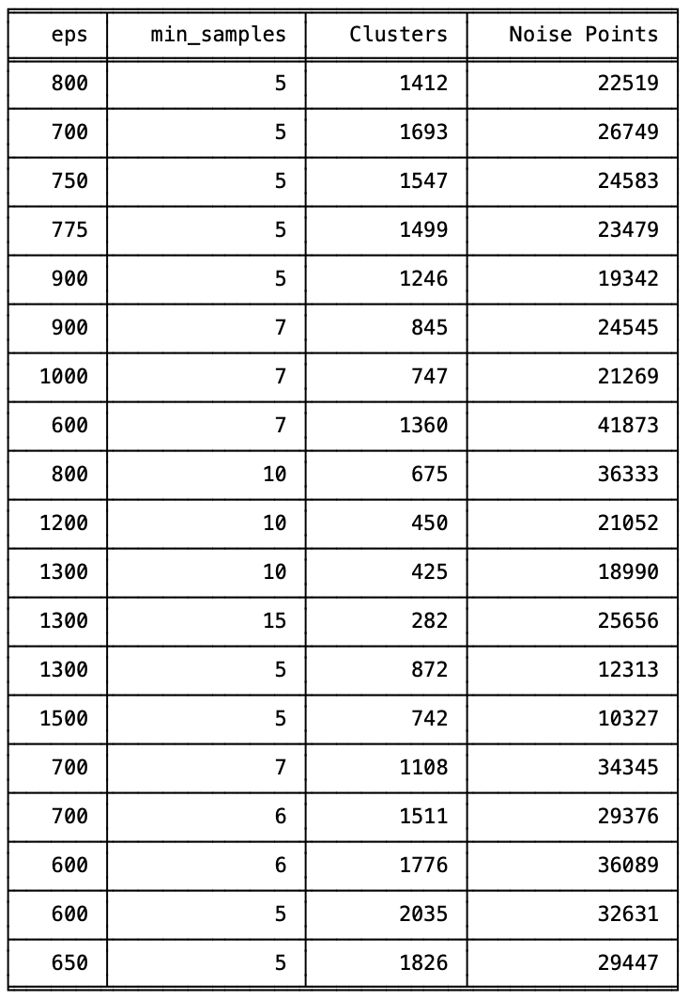 eps min_samples Clusters Noise Points
800 5 1412 22519
700 5 1693 26749
750 5 1547 24583
775 5 1499 23479
900 5 1246 19342
900 7 845 24545
1000 7 747 21269
600 7 1360 41873
800 10 675 36333
1200 10 450 21052
1300 10 425 18990
1300 15 282 25656
1300 5 872 12313
1500 5 742 10327
700 7 1108 34345
700 6 1511 29376
600 6 1776 36089
600 5 2035 32631
650 5 1826 29447